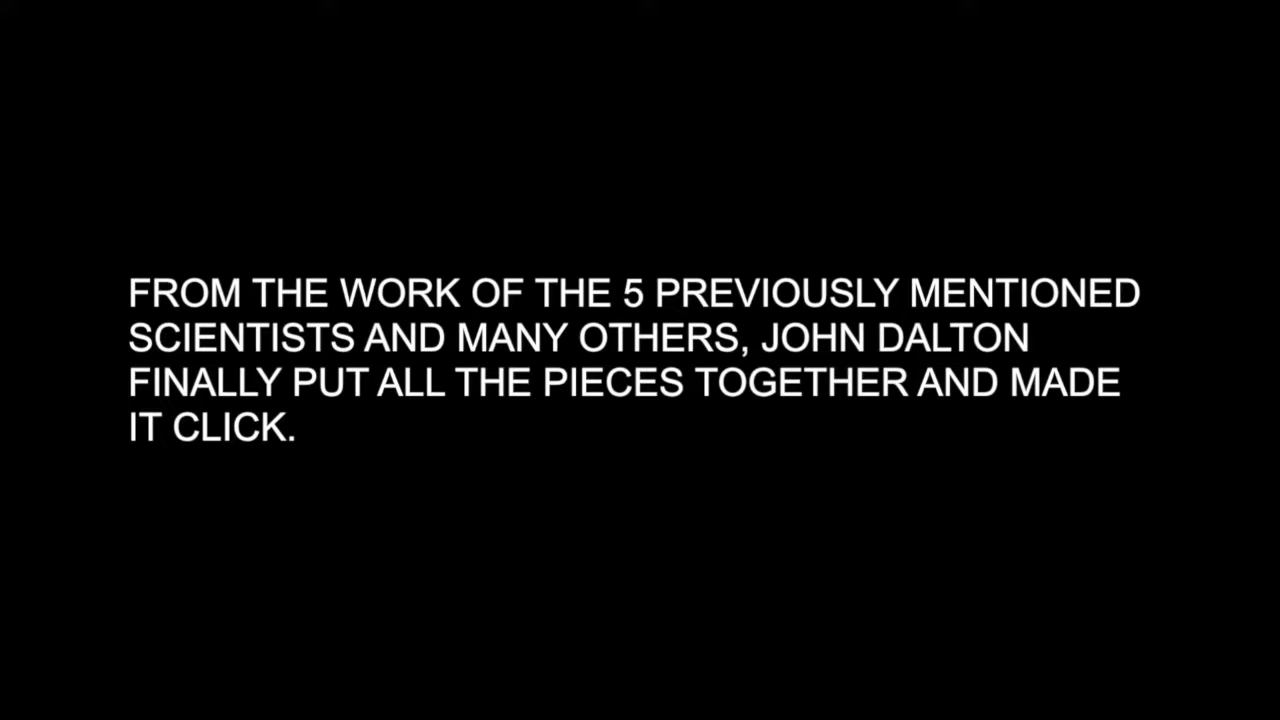 FROM THE WORK OF THE 5 PREVIOUSLY MENTIONED
SCIENTISTS AND MANY OTHERS, JOHN DALTON
FINALLY PUT ALL THE PIECES TOGETHER AND MADE
IT CLICK.